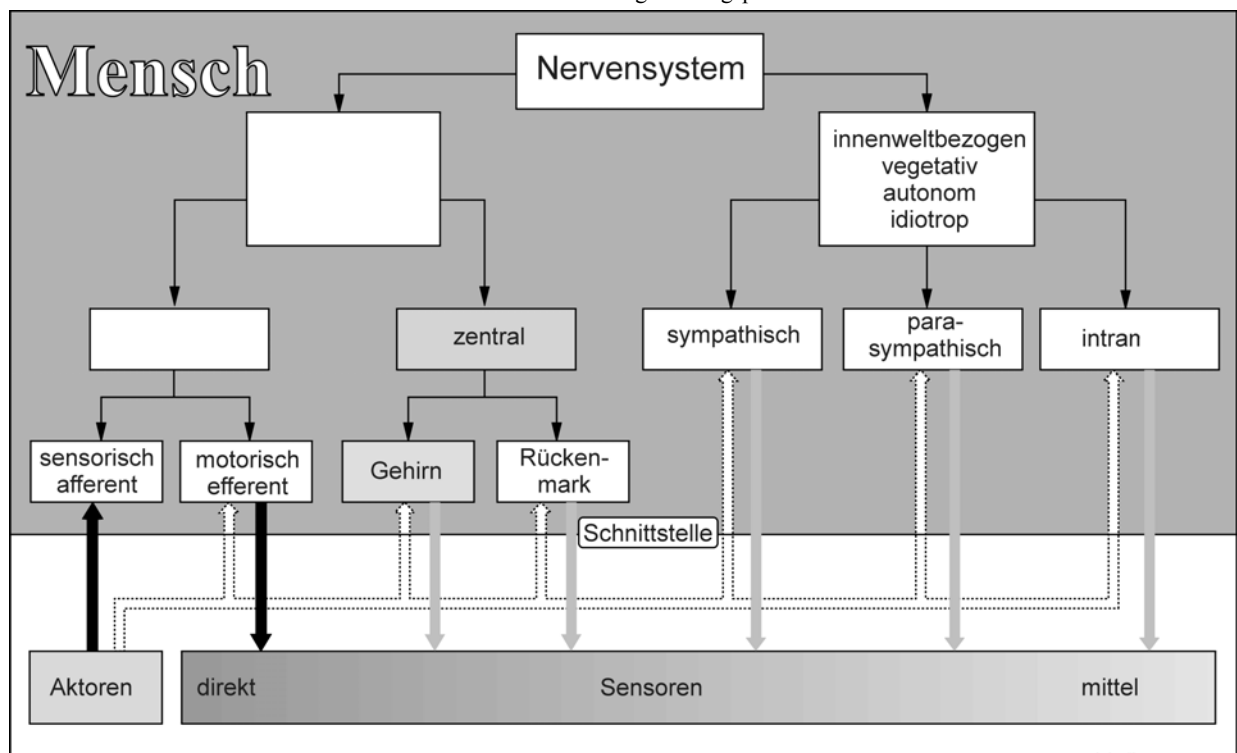 Mensch
Nervensystem
innenweltbezogen
vegetativ
autonom
idiotrop
zentral
sympathisch
para-
sympathisch
intran
sensorisch
afferent
motorisch
efferent
Gehirn
Rücken-
mark
Schnittstelle
Aktoren
direkt
Sensoren
mittel